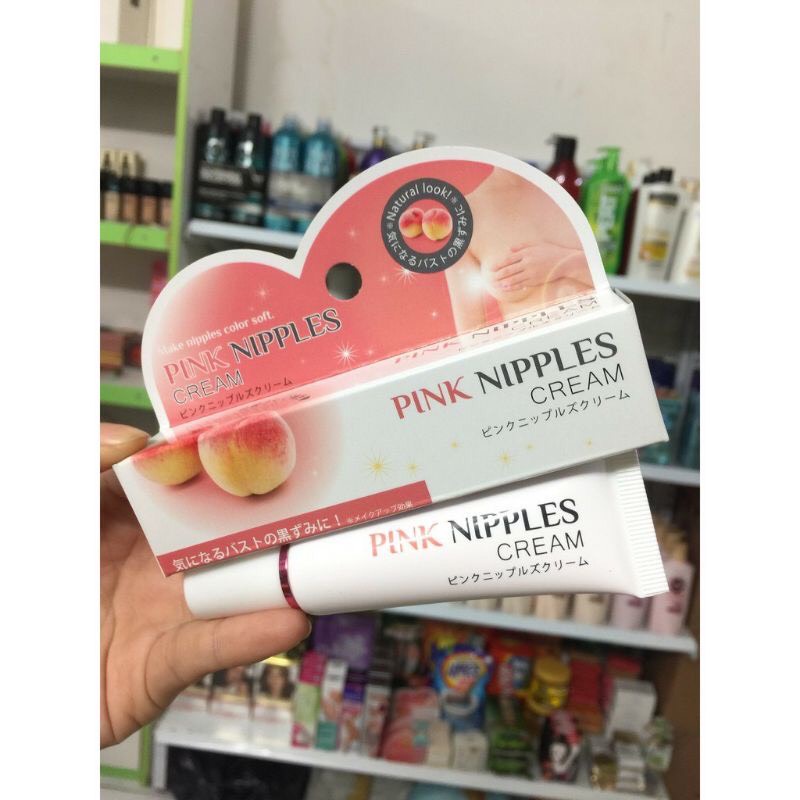 ※Natural look!※
気になるバストの黒ずみに
Make nipples color soft.
PINK NIPPLES
CREAM
ピンクニップルズクリーム
PINK NIPPLES
CREAM
ピンクニップルズクリーム
気になるバストの黒ずみに！ ※メイクアップ効果
PINK NIPPLES
CREAM
ピンクニップルズクリーム